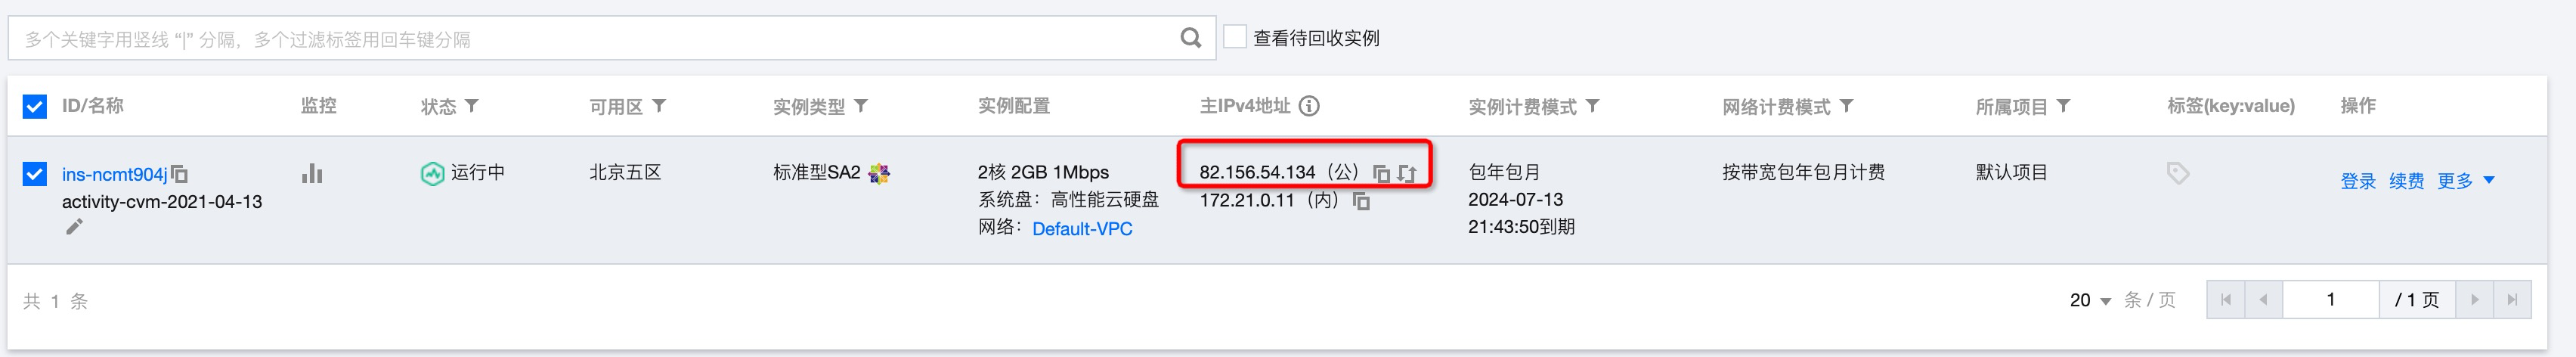 多个关键字用竖线 “|” 分隔，多个过滤标签用回车键分隔
查看待回收实例
ID/名称 监控 状态 可用区 实例类型 实例配置 主IPv4地址 实例计费模式 网络计费模式 所属项目 标签(key:value) 操作
ins-ncmt904j
activity-cvm-2021-04-13
运行中
北京五区
标准型SA2
2核 2GB 1Mbps
系统盘：高性能云硬盘
网络：Default-VPC
82.156.54.134（公）
172.21.0.11（内）
包年包月
2024-07-13
21:43:50到期
按带宽包年包月计费
默认项目
登录 续费 更多
共 1 条
20 条 / 页
1 / 1 页